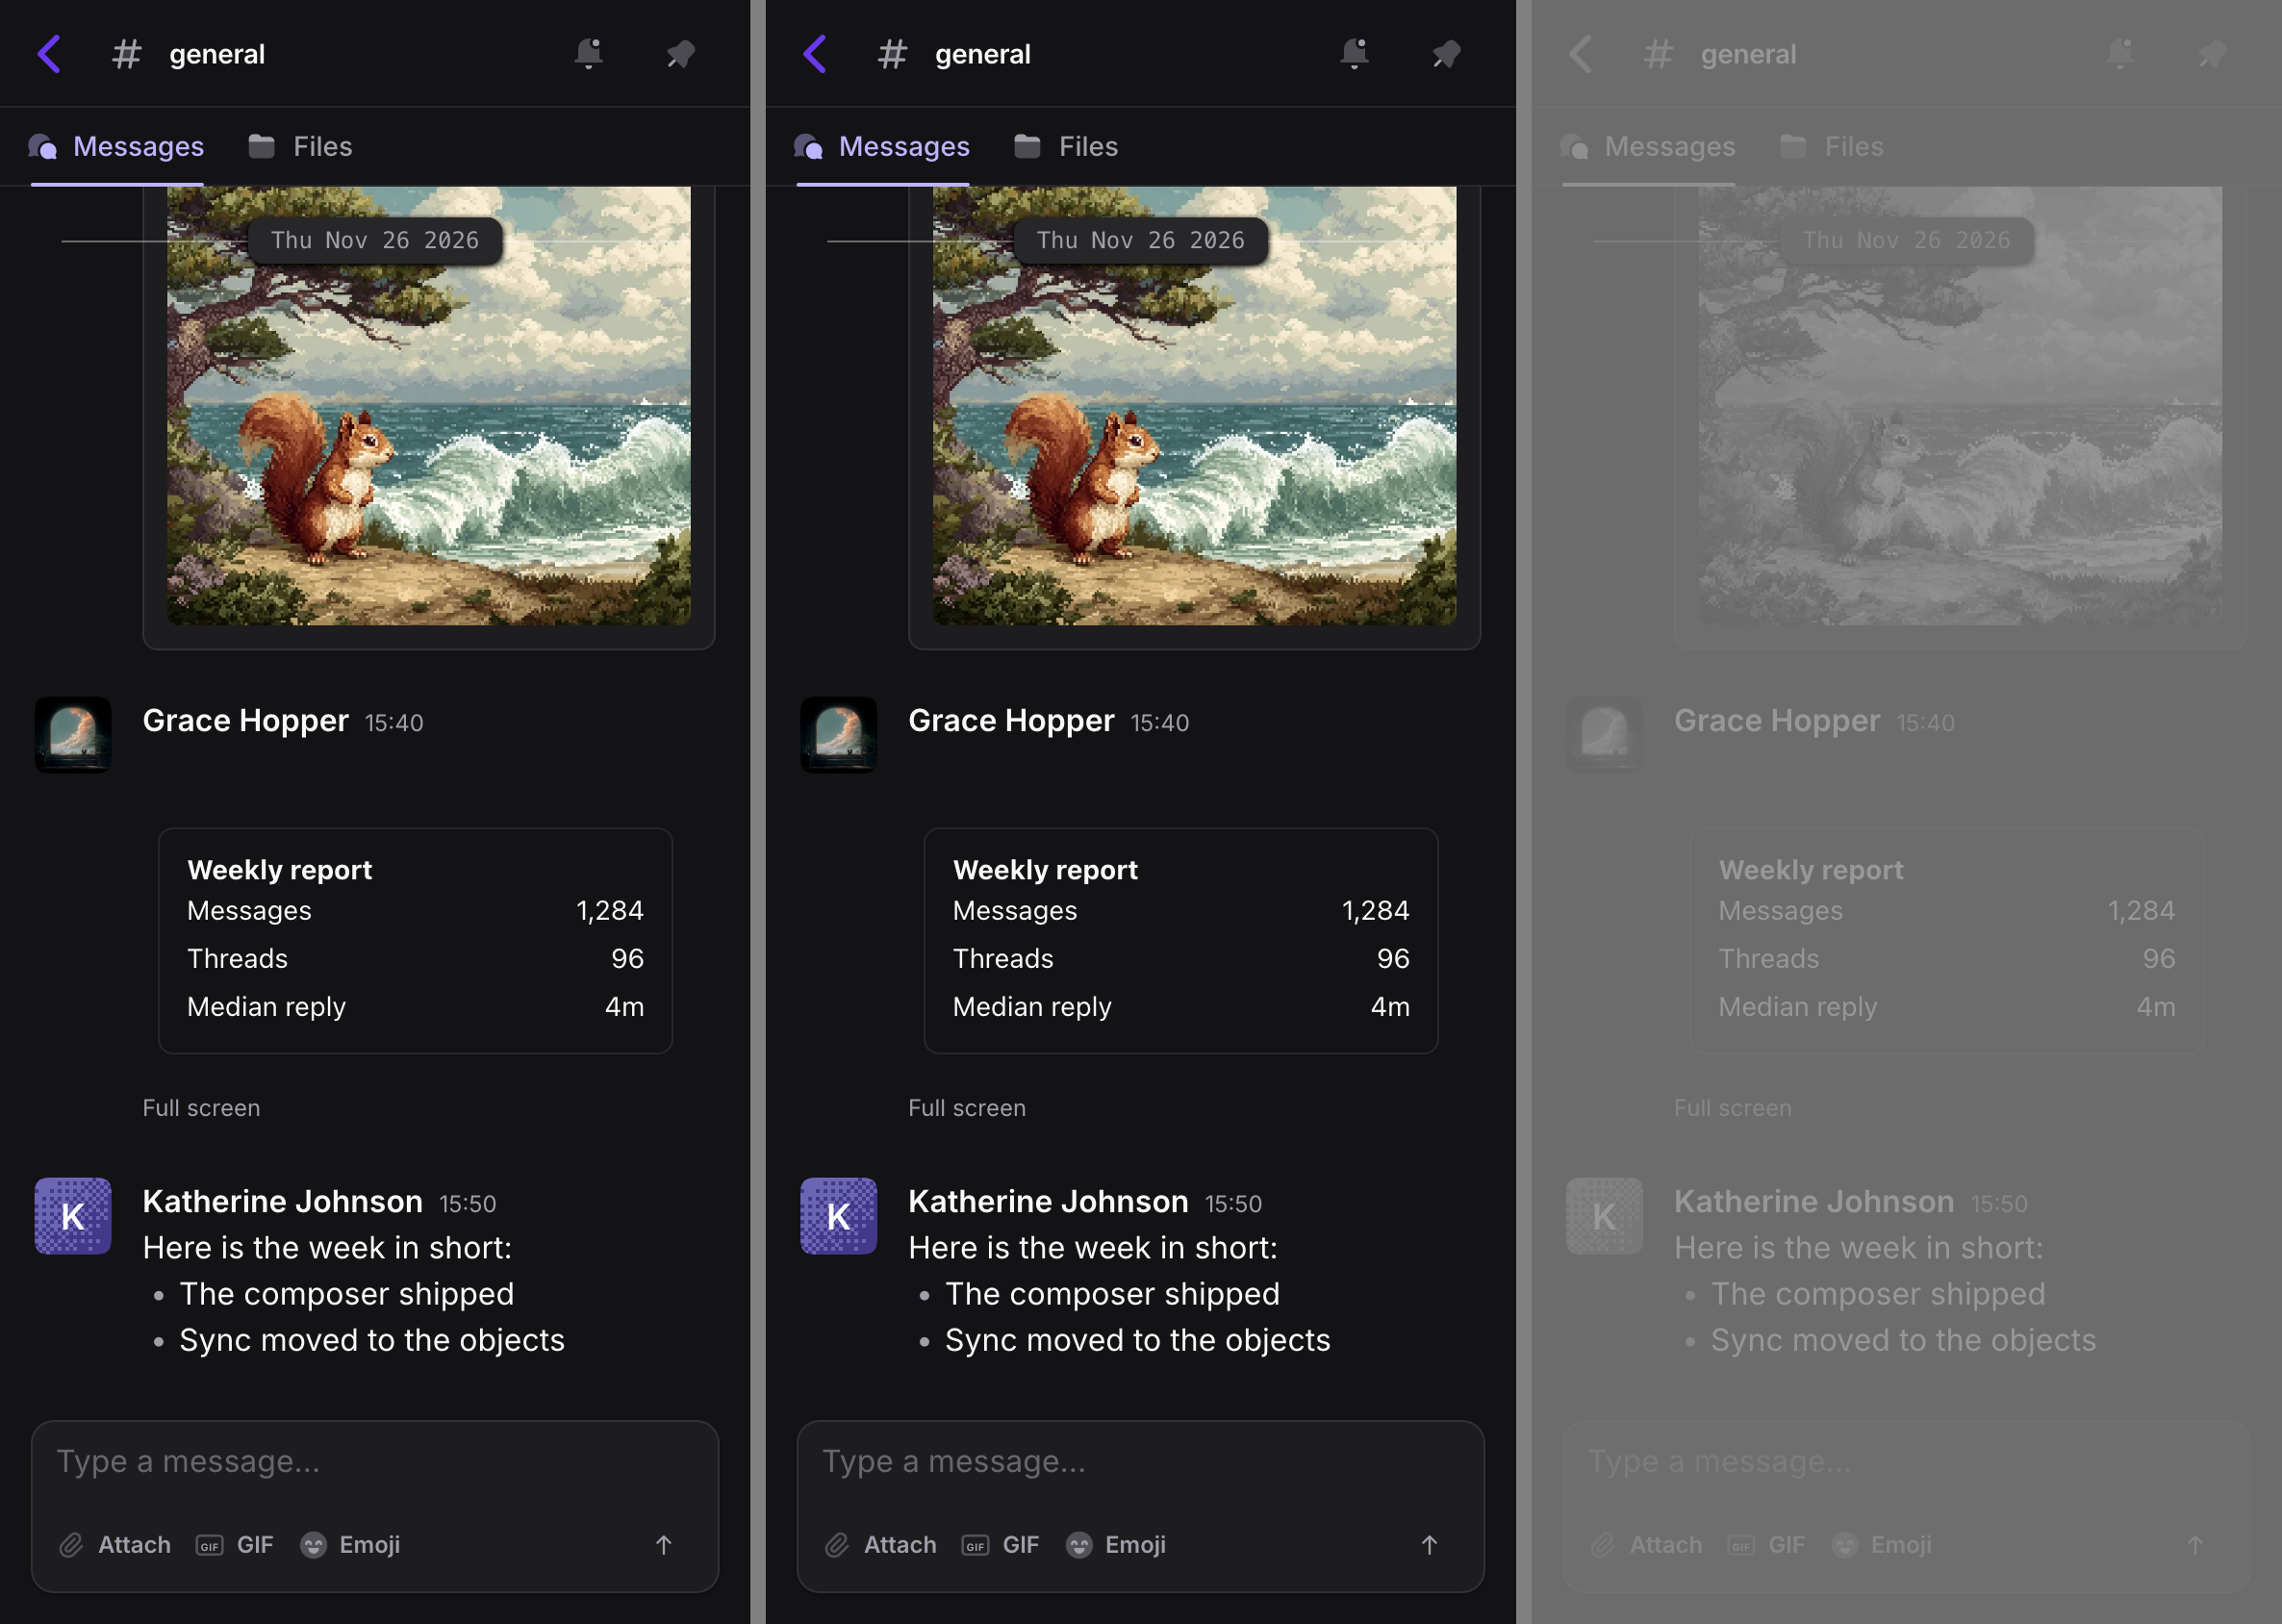 general
Messages
Files
Thu Nov 26 2026
Grace Hopper 15:40
Weekly report
Messages 1,284
Threads 96
Median reply 4m
Full screen
K
Katherine Johnson 15:50
Here is the week in short:
• The composer shipped
• Sync moved to the objects
Type a message...
Attach GIF GIF Emoji
general
Messages
Files
Thu Nov 26 2026
Grace Hopper 15:40
Weekly report
Messages 1,284
Threads 96
Median reply 4m
Full screen
K
Katherine Johnson 15:50
Here is the week in short:
• The composer shipped
• Sync moved to the objects
Type a message...
Attach GIF GIF Emoji
general
Messages
Files
Thu Nov 26 2026
Grace Hopper 15:40
Weekly report
Messages 1,284
Threads 96
Median reply 4m
Full screen
K
Katherine Johnson 15:50
Here is the week in short:
• The composer shipped
• Sync moved to the objects
Type a message...
Attach GIF GIF Emoji